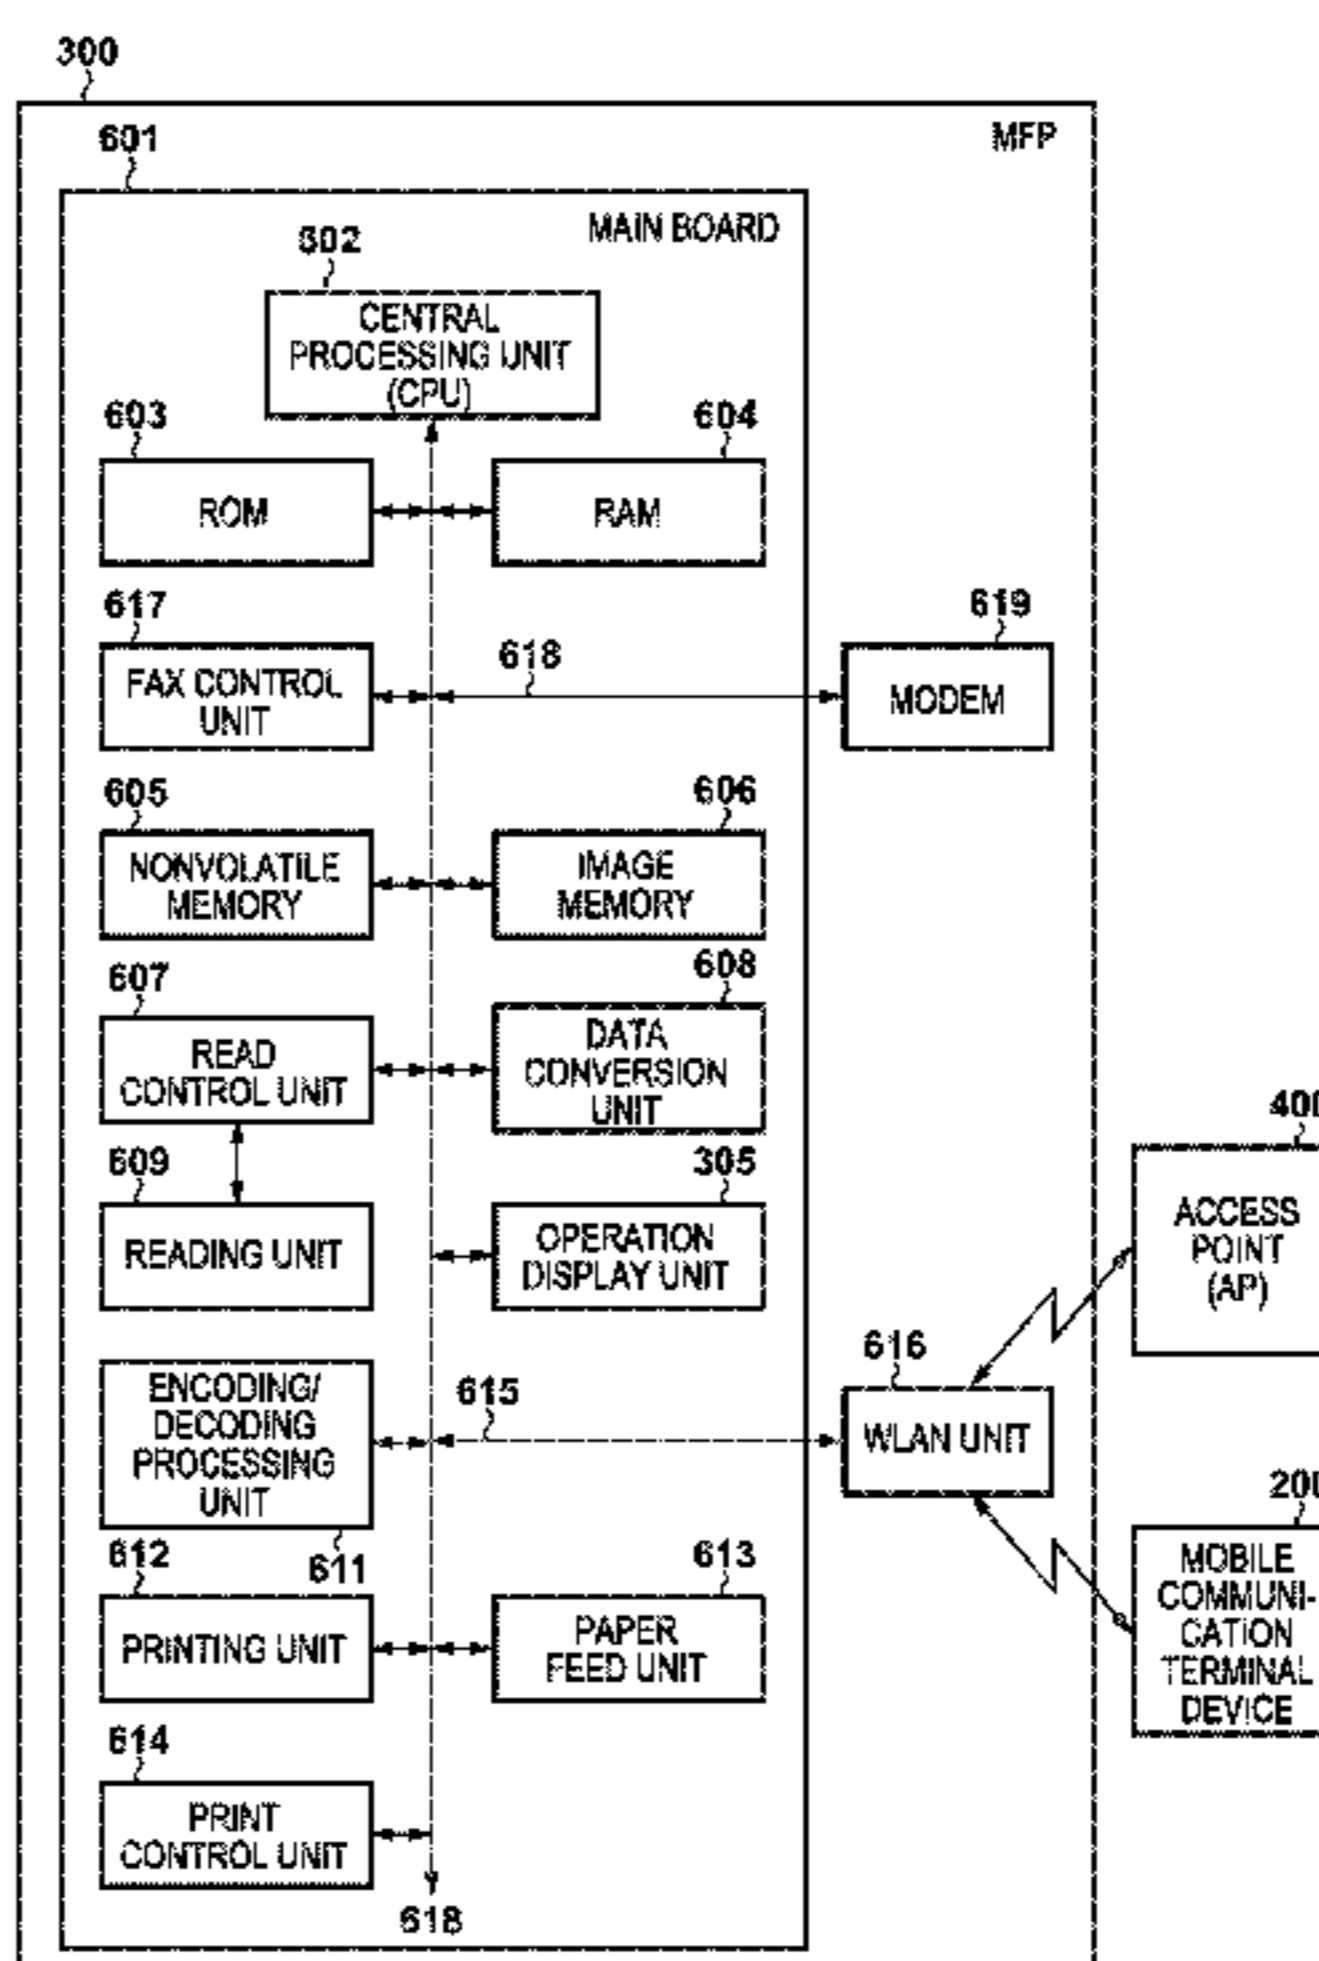 300
MFP
601
MAIN BOARD
602
CENTRAL
PROCESSING UNIT
(CPU)
603
604
ROM
RAM
617
618
619
FAX CONTROL
UNIT
MODEM
605
606
NONVOLATILE
MEMORY
IMAGE
MEMORY
607
608
READ
CONTROL UNIT
DATA
CONVERSION
UNIT
400
609
305
ACCESS
POINT
(AP)
READING UNIT
OPERATION
DISPLAY UNIT
616
ENCODING/
DECODING
PROCESSING
UNIT
611
615
WLAN UNIT
200
MOBILE
COMMUNI-
CATION
TERMINAL
DEVICE
612
613
PRINTING UNIT
PAPER
FEED UNIT
614
PRINT
CONTROL UNIT
618